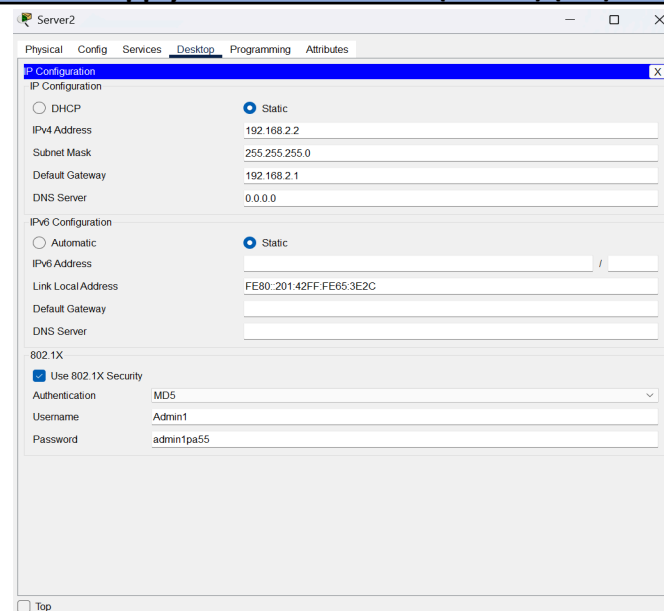 Server2
Physical Config Services Desktop Programming Attributes
IP Configuration X
IP Configuration
DHCP Static
IPv4 Address 192.168.2.2
Subnet Mask 255.255.255.0
Default Gateway 192.168.2.1
DNS Server 0.0.0.0
IPv6 Configuration
Automatic Static
IPv6 Address /
Link Local Address FE80::201:42FF:FE65:3E2C
Default Gateway
DNS Server
802.1X
Use 802.1X Security
Authentication MD5
Username Admin1
Password admin1pa55
Top